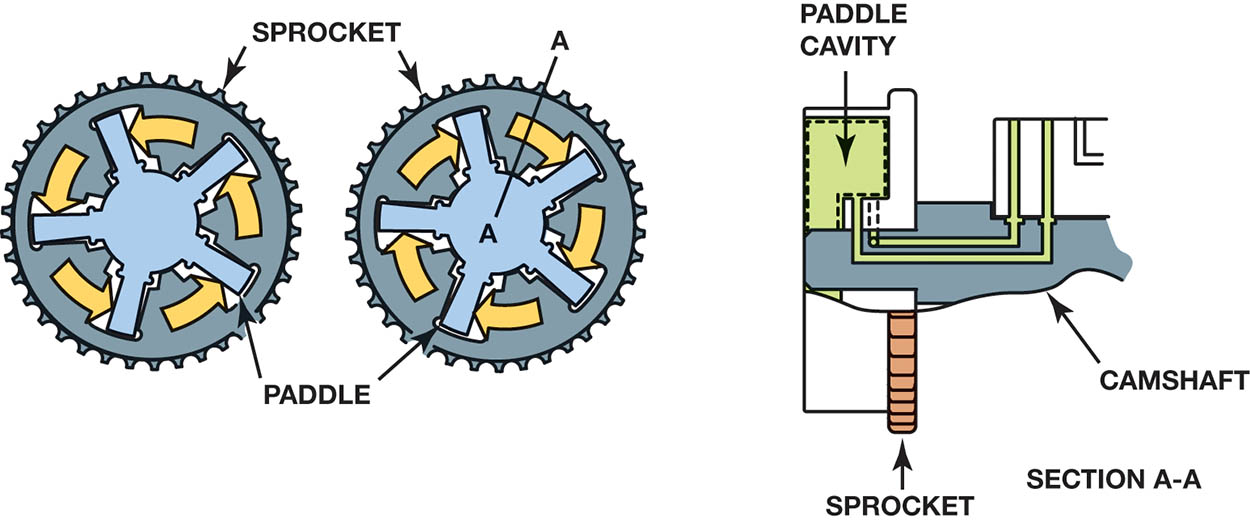 SPROCKET
A
A
PADDLE
PADDLE
CAVITY
CAMSHAFT
SPROCKET
SECTION A-A